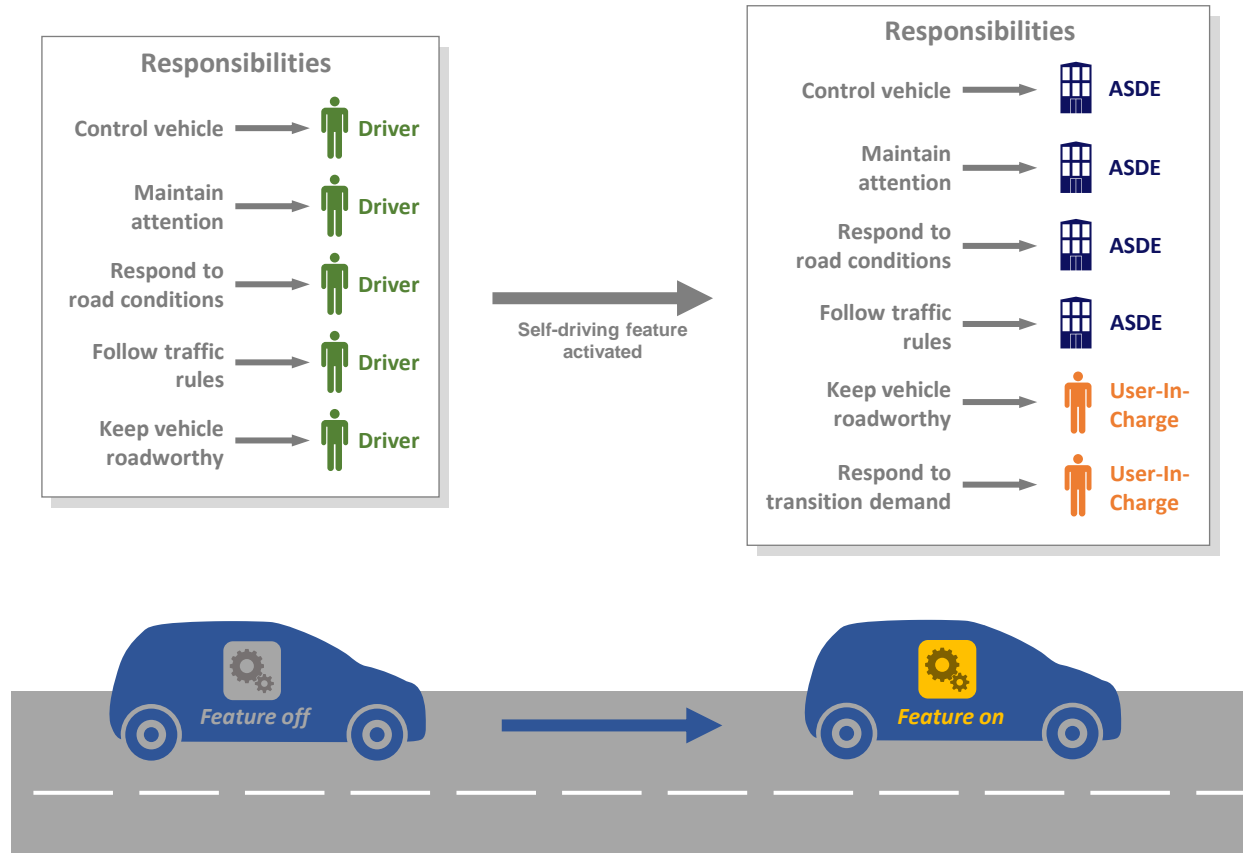 Responsibilities
Control vehicle
Driver
Maintain
attention
Driver
Respond to
road conditions
Driver
Follow traffic
rules
Driver
Keep vehicle
roadworthy
Driver
Self-driving feature
activated
Responsibilities
Control vehicle
ASDE
Maintain
attention
ASDE
Respond to
road conditions
ASDE
Follow traffic
rules
ASDE
Keep vehicle
roadworthy
User-In-
Charge
Respond to
transition demand
User-In-
Charge
Feature off
Feature on